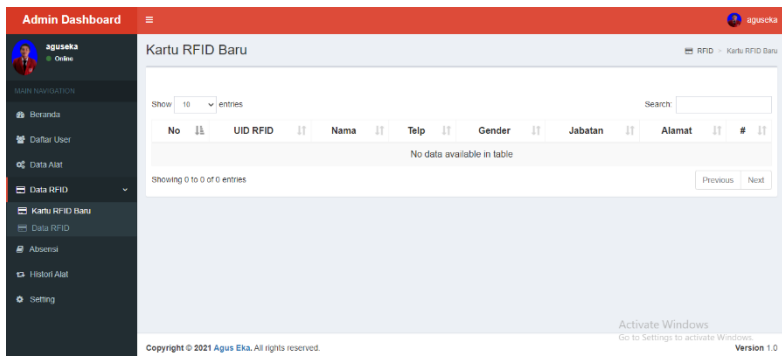 Admin Dashboard
aguseka
aguseka
Online
Kartu RFID Baru
RFID > Kartu RFID Baru
MAIN NAVIGATION
Beranda
Daftar User
Data Alat
Data RFID
Kartu RFID Baru
Data RFID
Absensi
Histori Alat
Setting
Show 10 entries
Search:
No UID RFID Nama Telp Gender Jabatan Alamat #
No data available in table
Showing 0 to 0 of 0 entries
Previous Next
Activate Windows
Go to Settings to activate Windows.
Copyright © 2021 Agus Eka. All rights reserved.
Version 1.0